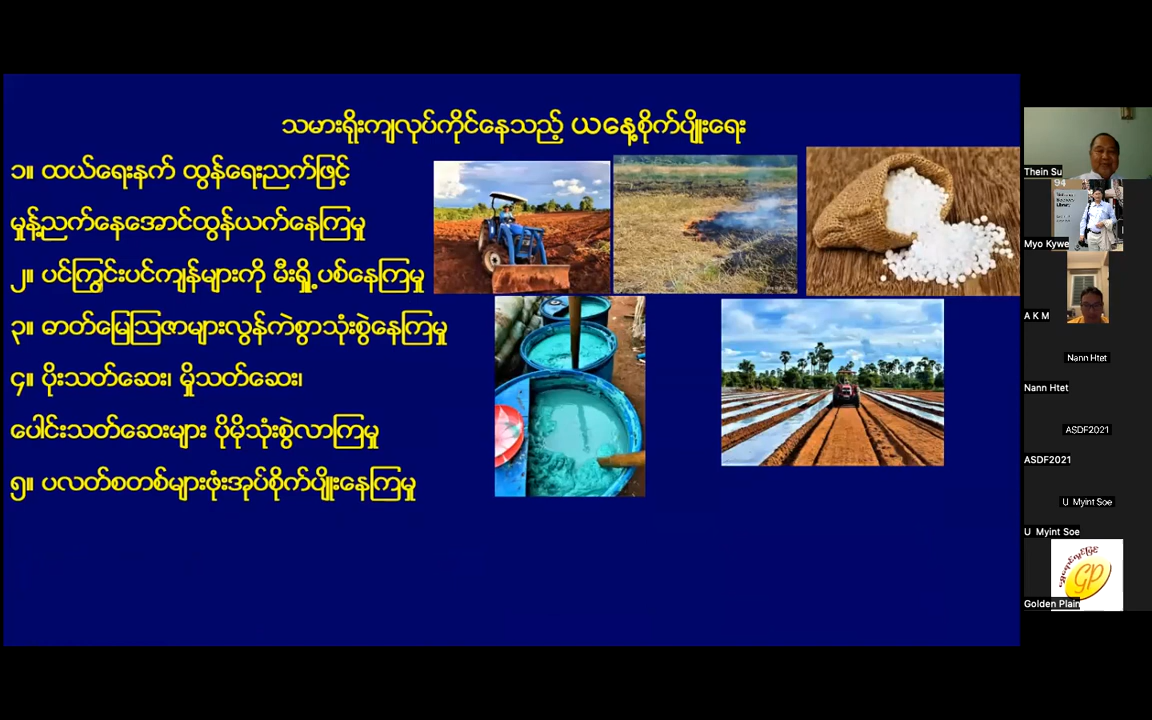 သမားရိုးကျလုပ်ကိုင်နေသည့် ယနေ့စိုက်ပျိုးရေး
၁။ ထယ်ရေးနက် ထွန်ရေးညက်ဖြင့်
မှုန့်ညက်နေအောင်ထွန်ယက်နေကြမှု
၂။ ပင်ကြွင်းပင်ကျန်များကို မီးရှို့ပစ်နေကြမှု
၃။ ဓာတ်မြေသြဇာများလွန်ကဲစွာသုံးစွဲနေကြမှု
၄။ ပိုးသတ်ဆေး၊ မှိုသတ်ဆေး၊
ပေါင်းသတ်ဆေးများ ပိုမိုသုံးစွဲလာကြမှု
၅။ ပလတ်စတစ်များဖုံးအုပ်စိုက်ပျိုးနေကြမှု
Thein Su
94
Myo Kywe
A K M
Nann Htet
Nann Htet
ASDF2021
ASDF2021
U Myint Soe
U Myint Soe
GP
Golden Plain